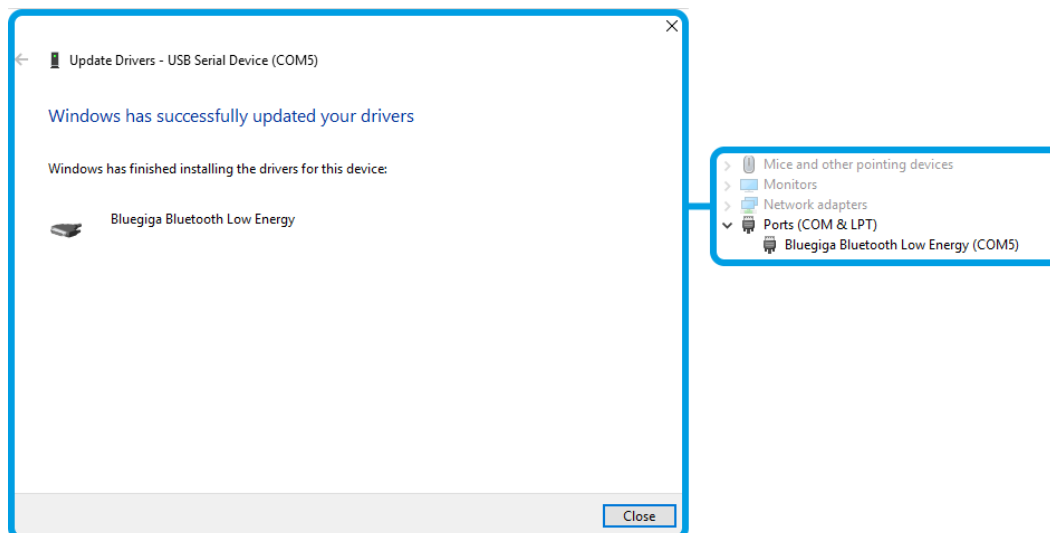 Update Drivers - USB Serial Device (COM5)
Windows has successfully updated your drivers
Windows has finished installing the drivers for this device:
Bluegiga Bluetooth Low Energy
Close
Mice and other pointing devices
Monitors
Network adapters
Ports (COM & LPT)
Bluegiga Bluetooth Low Energy (COM5)